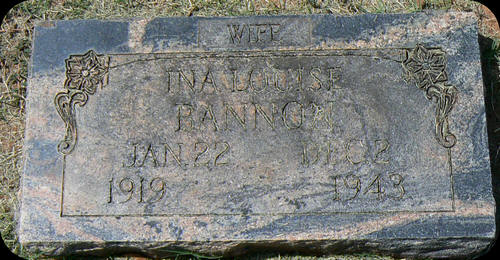 WIFE
INA LOUISE
BANNON
JAN. 22 DEC. 2
1919 1943